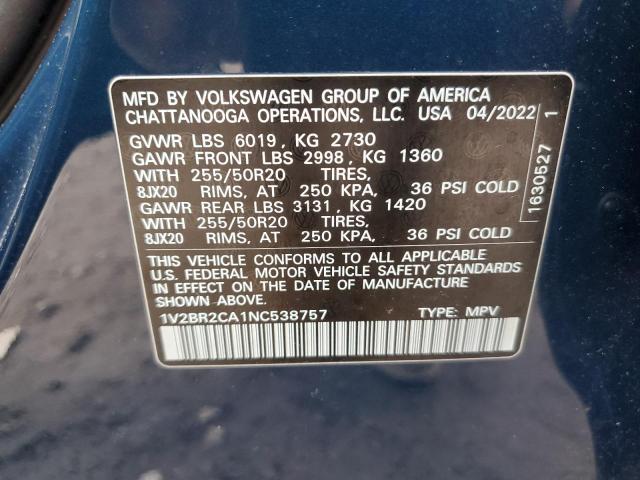 MFD BY VOLKSWAGEN GROUP OF AMERICA
CHATTANOOGA OPERATIONS, LLC. USA 04/2022
GVWR LBS 6019, KG 2730
GAWR FRONT LBS 2998, KG 1360
WITH 255/50R20 TIRES,
8JX20 RIMS, AT 250 KPA, 36 PSI COLD
GAWR REAR LBS 3131, KG 1420
WITH 255/50R20 TIRES,
8JX20 RIMS, AT 250 KPA, 36 PSI COLD
THIS VEHICLE CONFORMS TO ALL APPLICABLE
U.S. FEDERAL MOTOR VEHICLE SAFETY STANDARDS
IN EFFECT ON THE DATE OF MANUFACTURE
SHOWN ABOVE.
1V2BR2CA1NC538757 TYPE: MPV
1630527 1